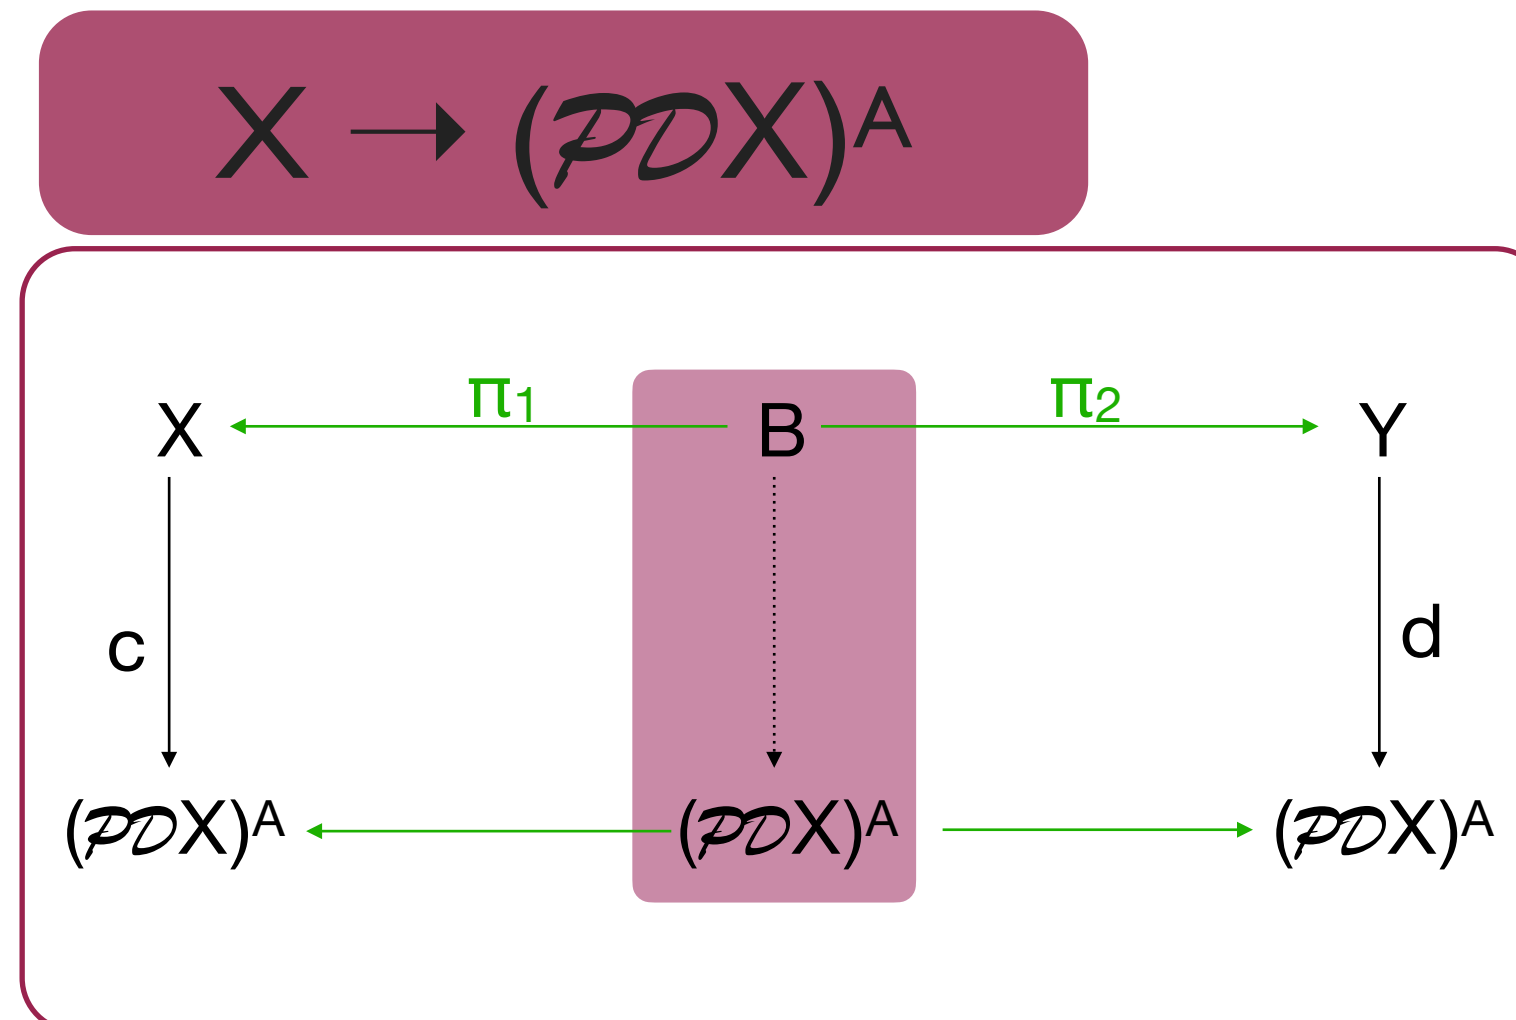 X → (𝒫𝒟X)ᴬ
π₁ π₂
X B Y
c d
(𝒫𝒟X)ᴬ (𝒫𝒟X)ᴬ (𝒫𝒟X)ᴬ